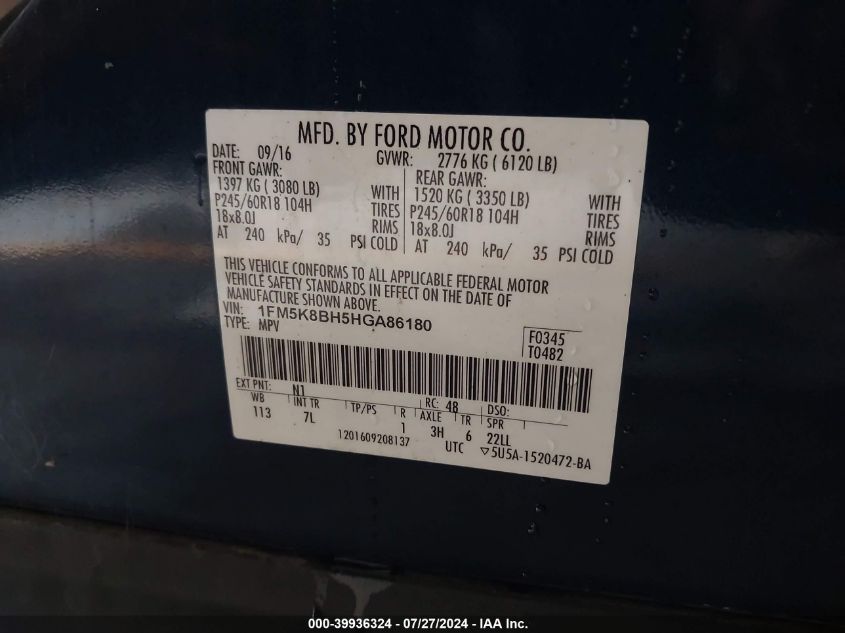 MFD. BY FORD MOTOR CO.
DATE: 09/16 GVWR: 2776 KG ( 6120 LB)
FRONT GAWR: REAR GAWR:
1397 KG ( 3080 LB) WITH 1520 KG ( 3350 LB) WITH
P245/60R18 104H TIRES P245/60R18 104H TIRES
18x8.0J RIMS 18x8.0J RIMS
AT 240 kPa/ 35 PSI COLD AT 240 kPa/ 35 PSI COLD
THIS VEHICLE CONFORMS TO ALL APPLICABLE FEDERAL MOTOR
VEHICLE SAFETY STANDARDS IN EFFECT ON THE DATE OF
MANUFACTURE SHOWN ABOVE.
VIN: 1FM5K8BH5HGA86180
TYPE: MPV
F0345
T0482
EXT PNT: N1 RC: 48 DSO:
WB INT TR TP/PS R AXLE TR SPR
113 7L 1 3H 6 22LL
1201609208137 UTC ▽5U5A-1520472-BA
000-39936324 / 07/27/2024 - IAA Inc.